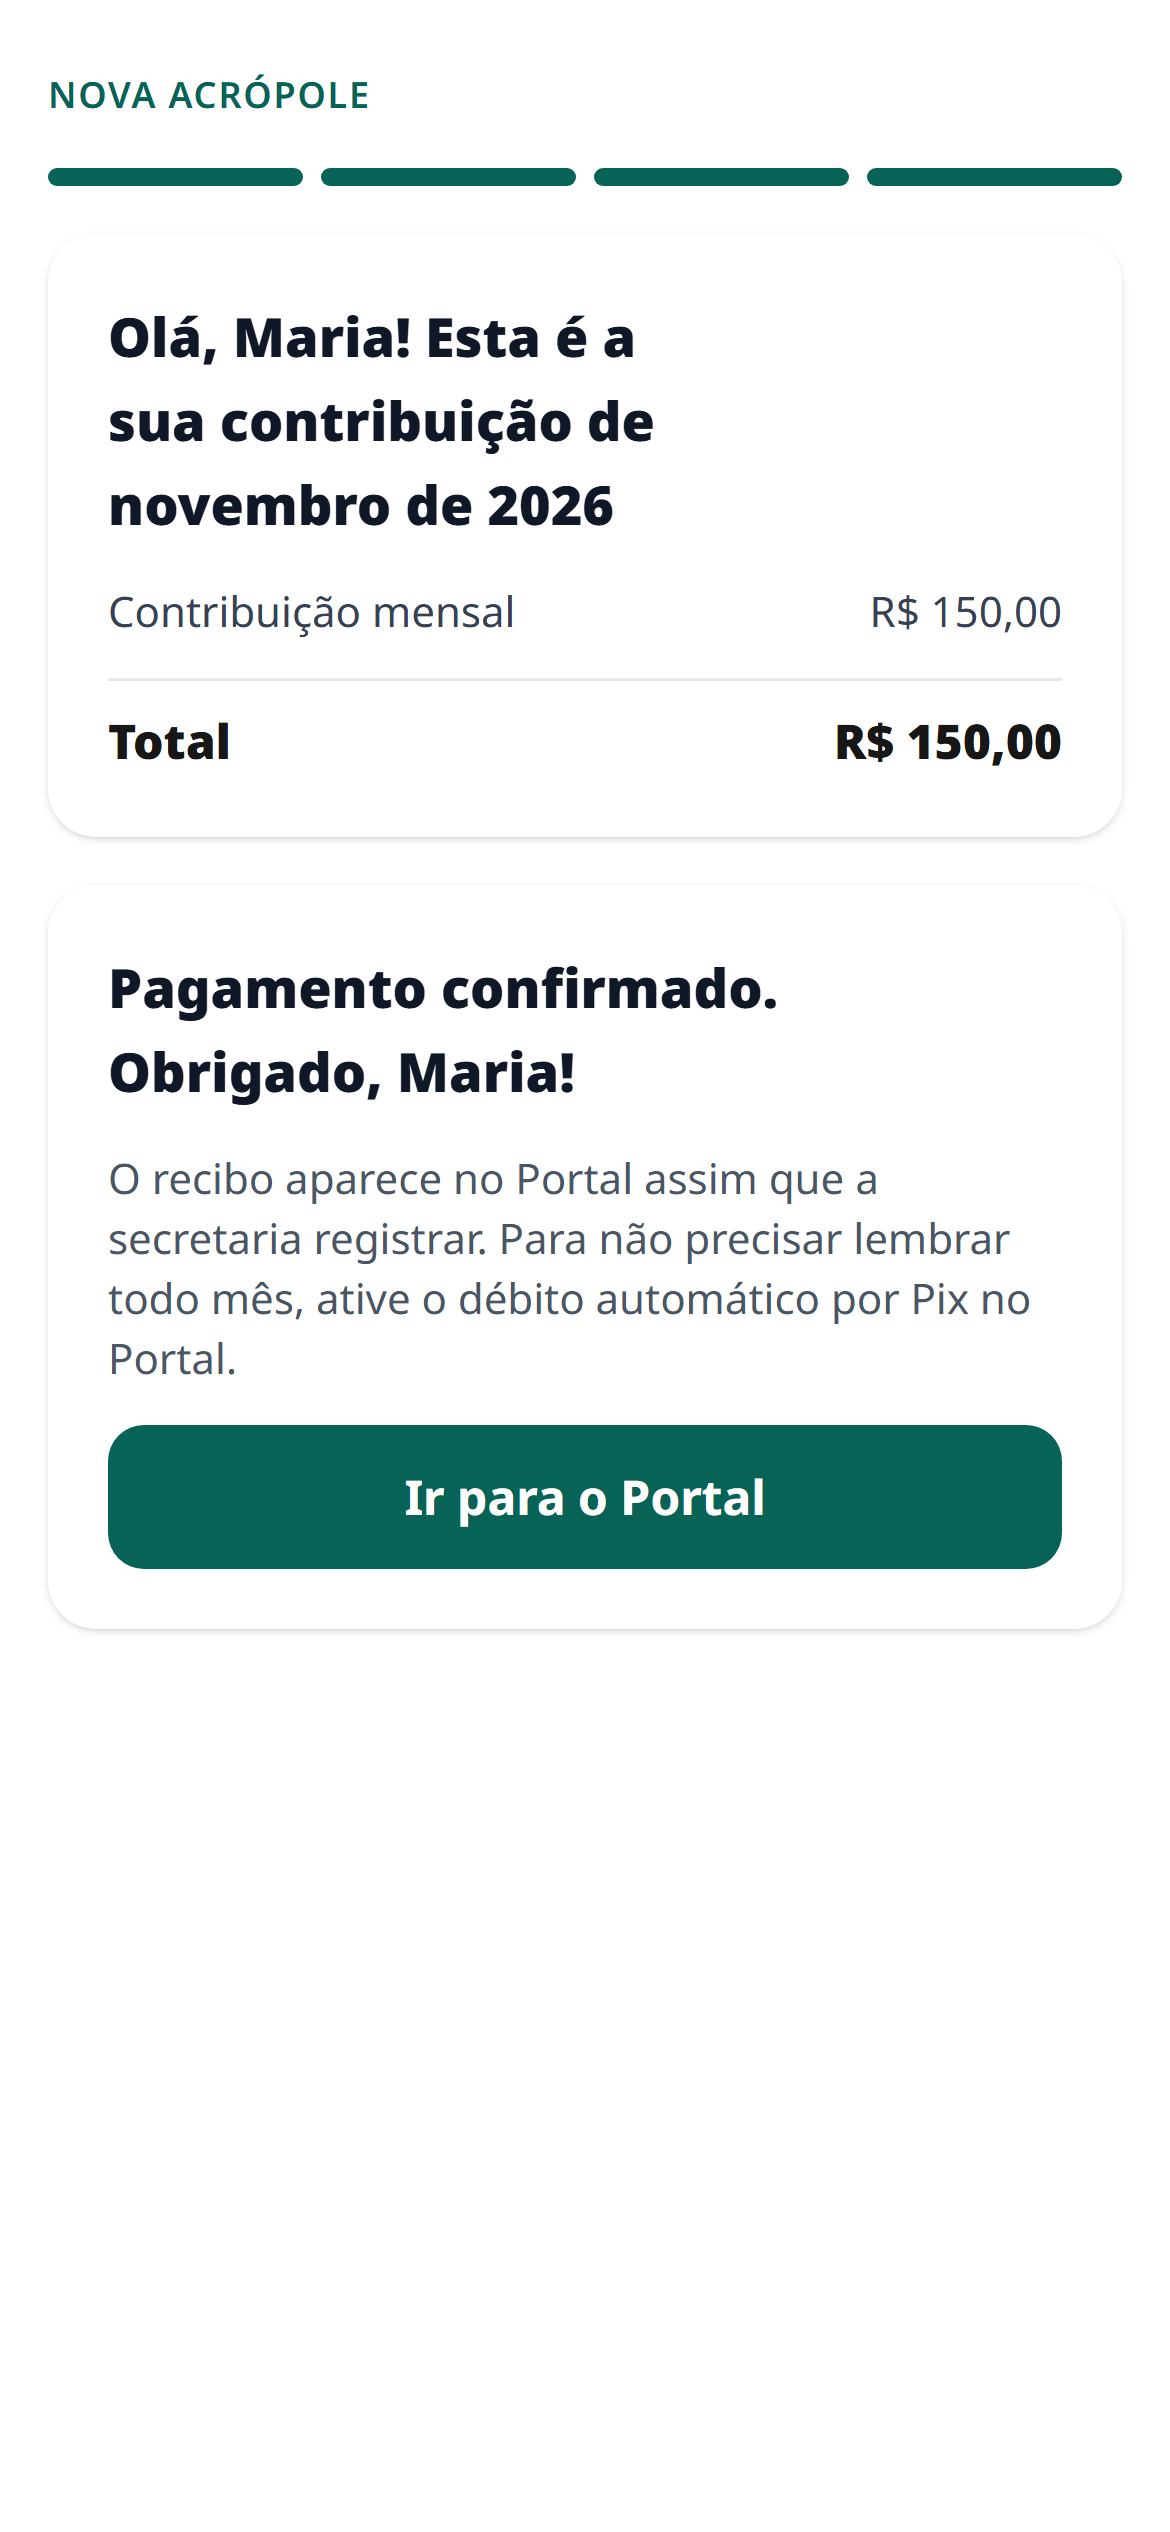 NOVA ACRÓPOLE
Olá, Maria! Esta é a
sua contribuição de
novembro de 2026
Contribuição mensal R$ 150,00
Total R$ 150,00
Pagamento confirmado.
Obrigado, Maria!
O recibo aparece no Portal assim que a
secretaria registrar. Para não precisar lembrar
todo mês, ative o débito automático por Pix no
Portal.
Ir para o Portal